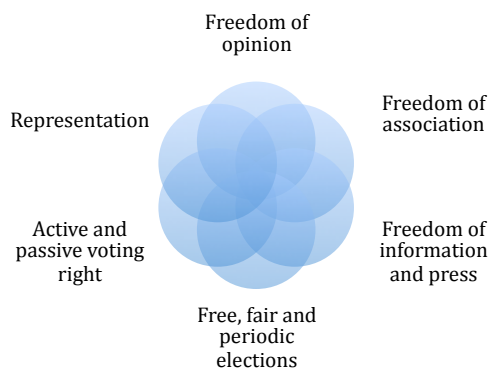 Freedom of
opinion
Freedom of
association
Freedom of
information
and press
Free, fair and
periodic
elections
Active and
passive voting
right
Representation